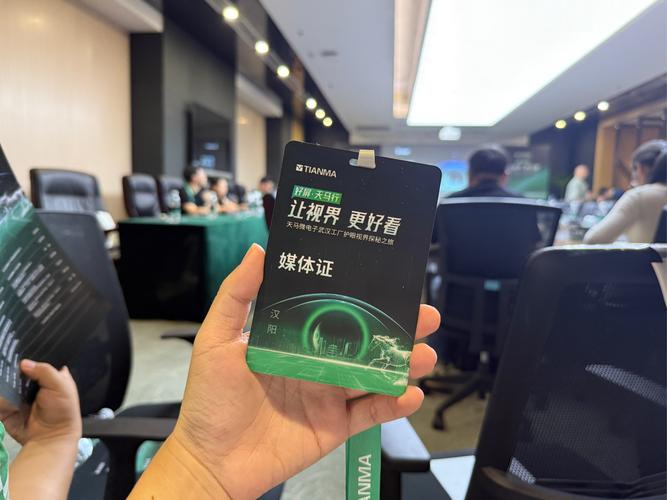 TIANMA
好屏·天马行
让视界 更好看
天马微电子武汉工厂护眼视界探秘之旅
媒体证
汉
阳
TIANMA